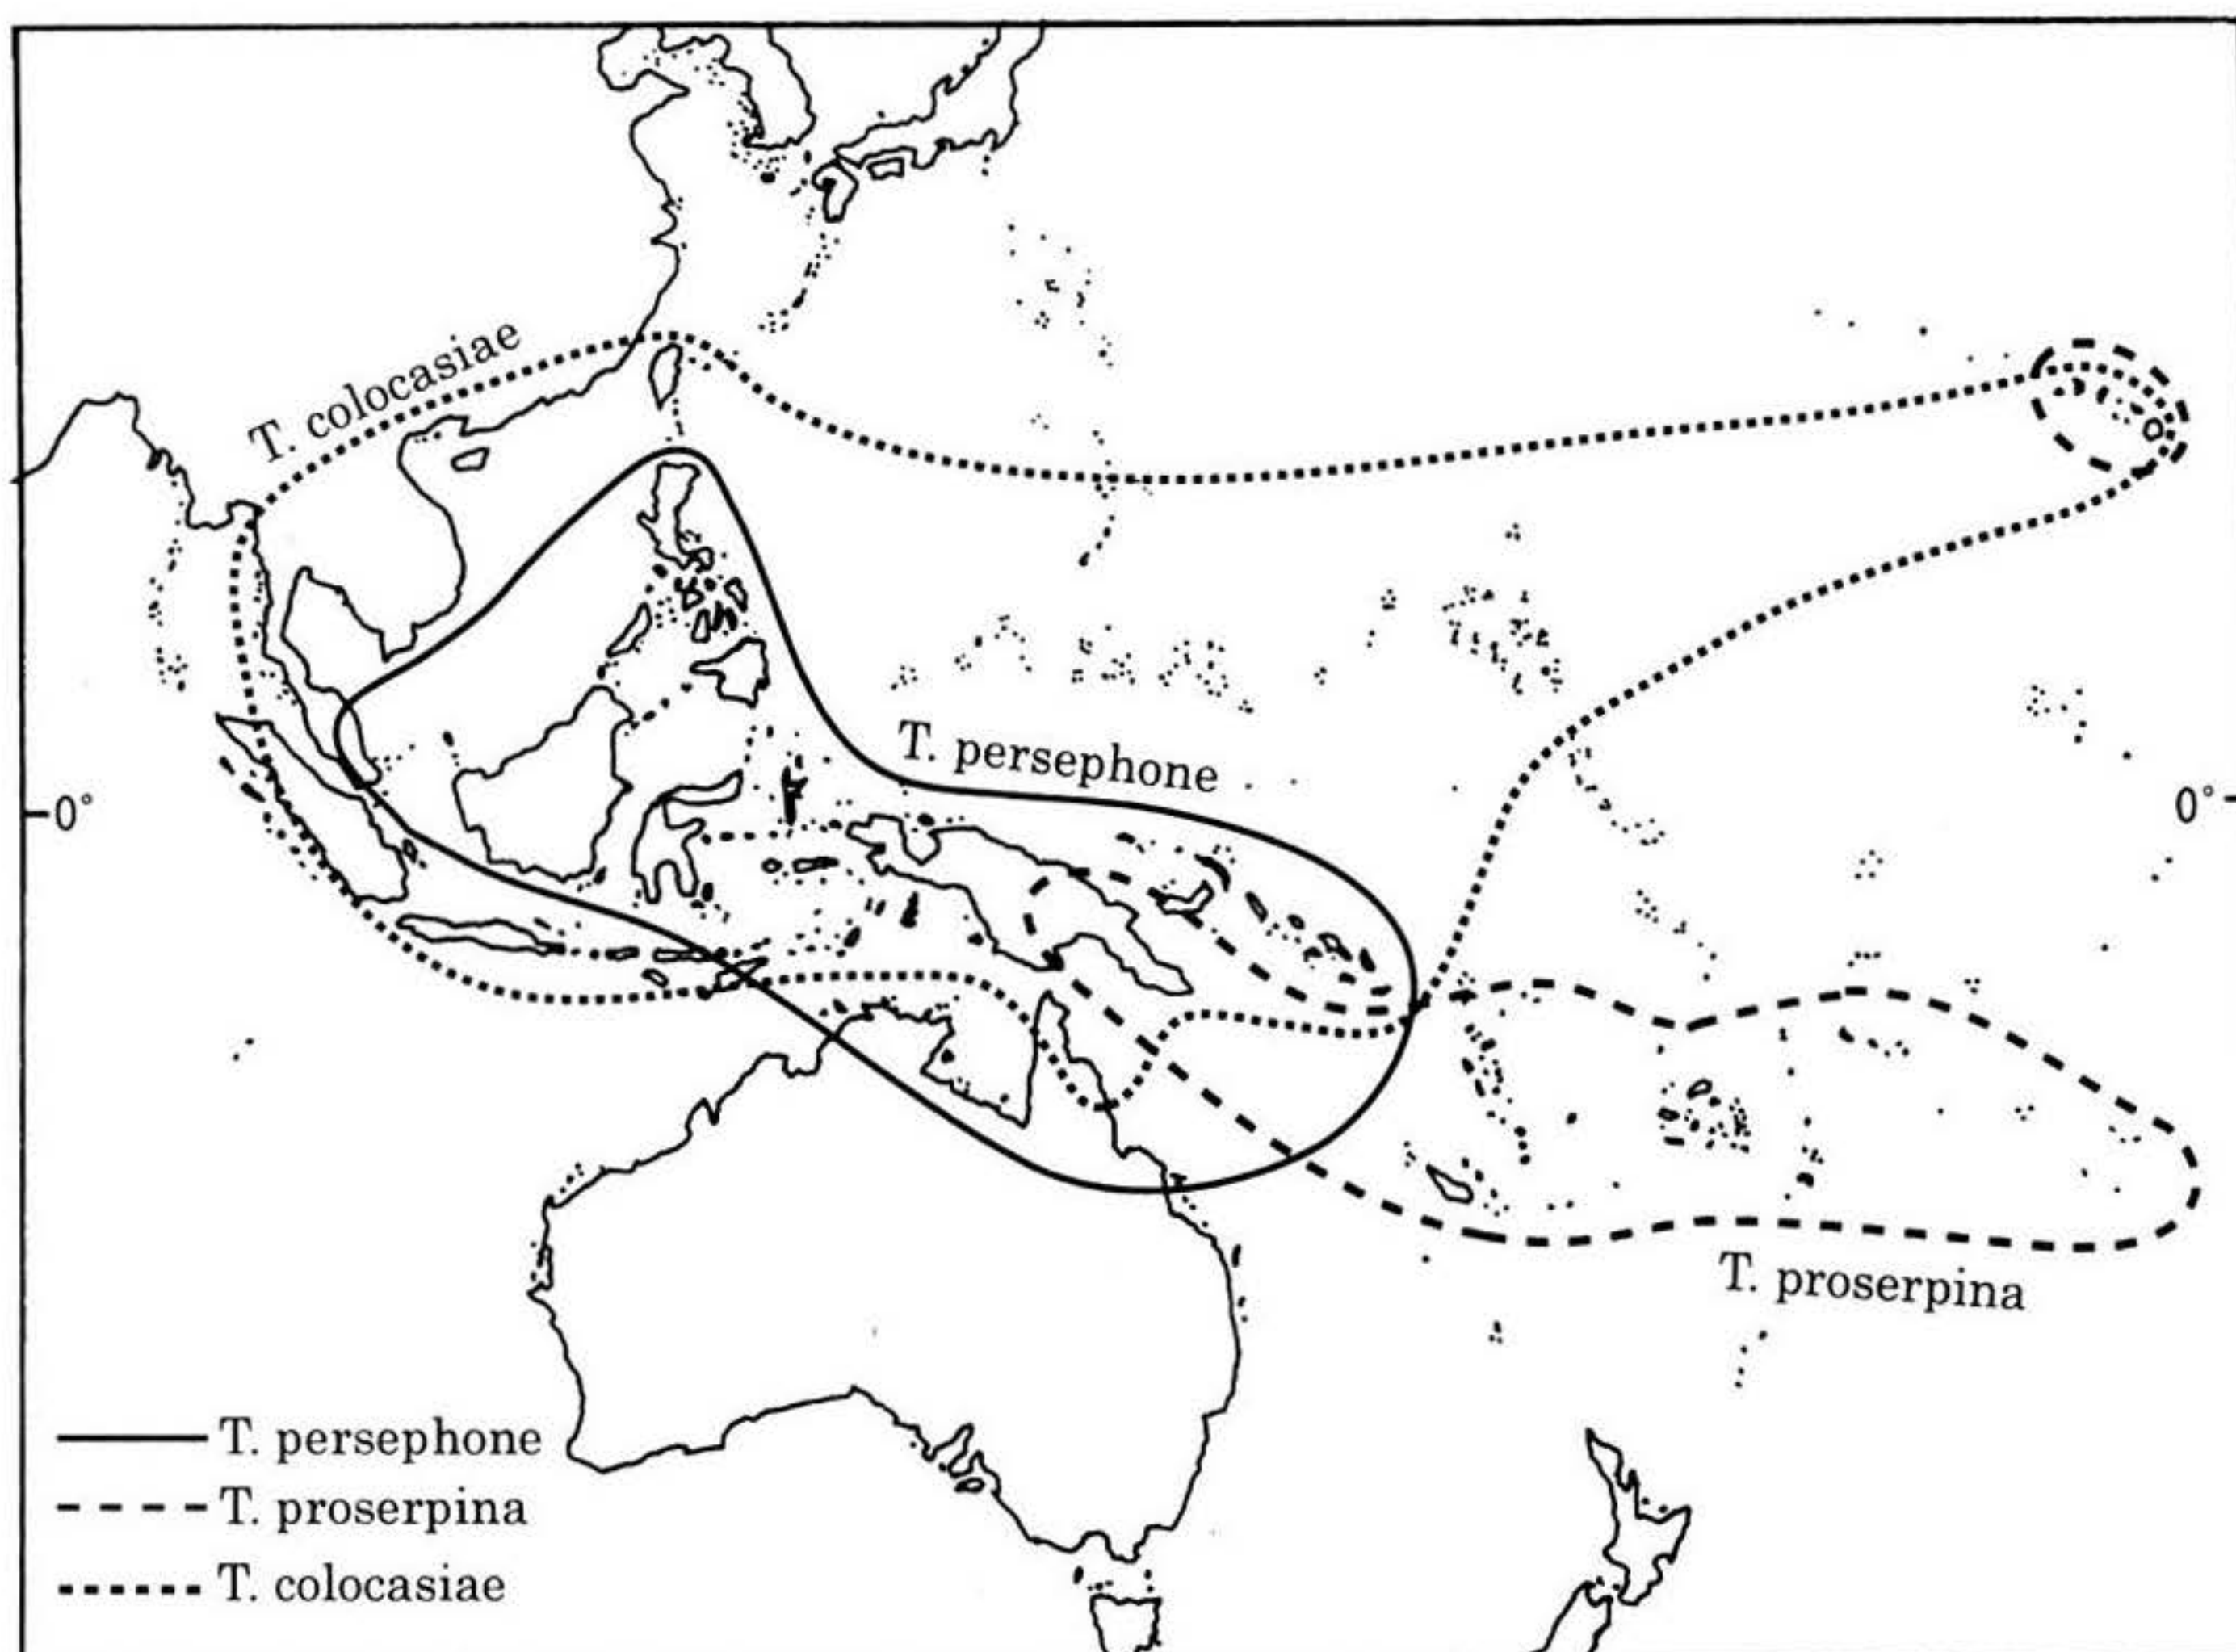 T. colocasiae
T. persephone
0°
0°
T. proserpina
T. persephone
T. proserpina
T. colocasiae